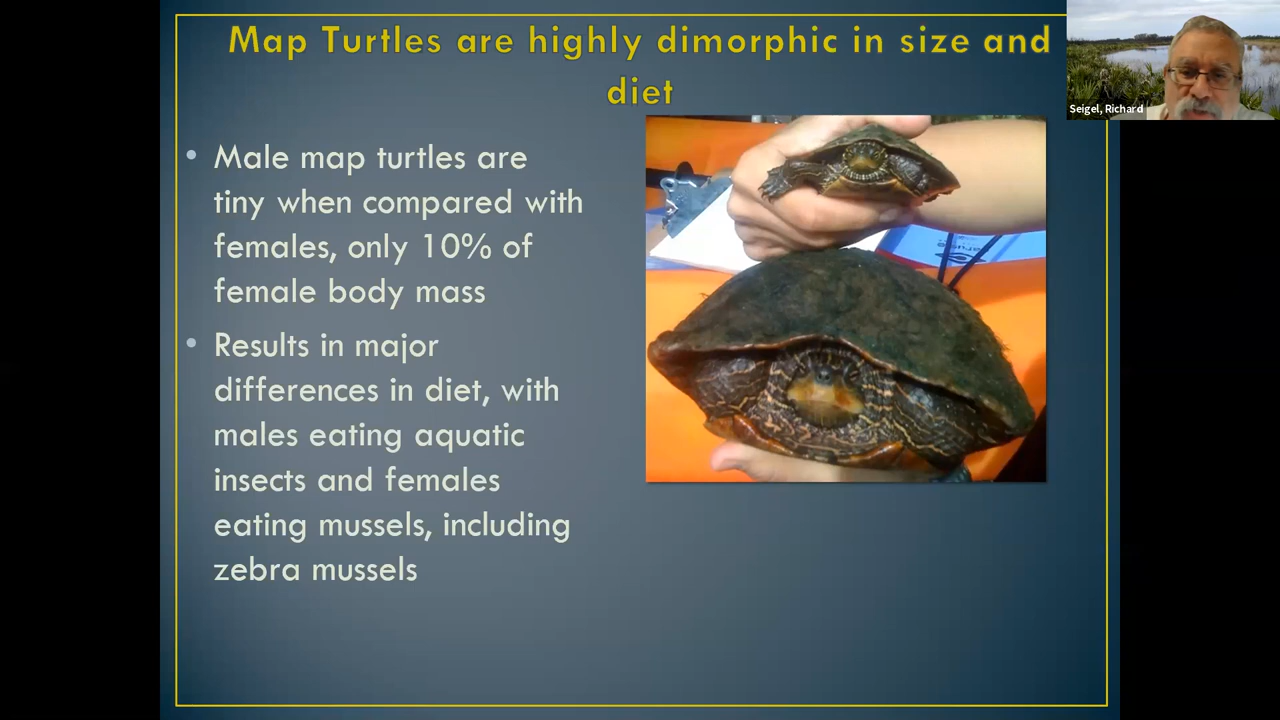 Map Turtles are highly dimorphic in size and
diet
Seigel, Richard
• Male map turtles are
tiny when compared with
females, only 10% of
female body mass
• Results in major
differences in diet, with
males eating aquatic
insects and females
eating mussels, including
zebra mussels